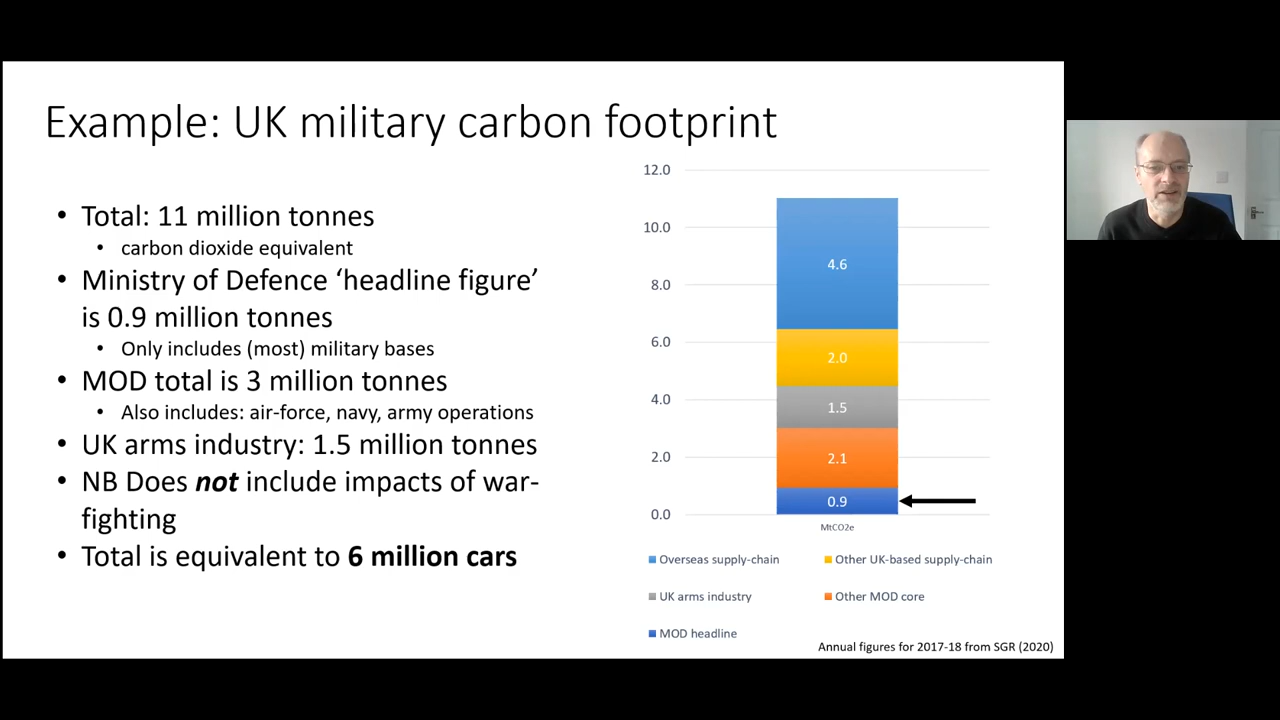 Example: UK military carbon footprint
• Total: 11 million tonnes
• carbon dioxide equivalent
• Ministry of Defence ‘headline figure’
is 0.9 million tonnes
• Only includes (most) military bases
• MOD total is 3 million tonnes
• Also includes: air-force, navy, army operations
• UK arms industry: 1.5 million tonnes
• NB Does not include impacts of war-
fighting
• Total is equivalent to 6 million cars
12.0
10.0
8.0
6.0
4.0
2.0
0.0
4.6
2.0
1.5
2.1
0.9
MtCO2e
Overseas supply-chain
Other UK-based supply-chain
UK arms industry
Other MOD core
MOD headline
Annual figures for 2017-18 from SGR (2020)